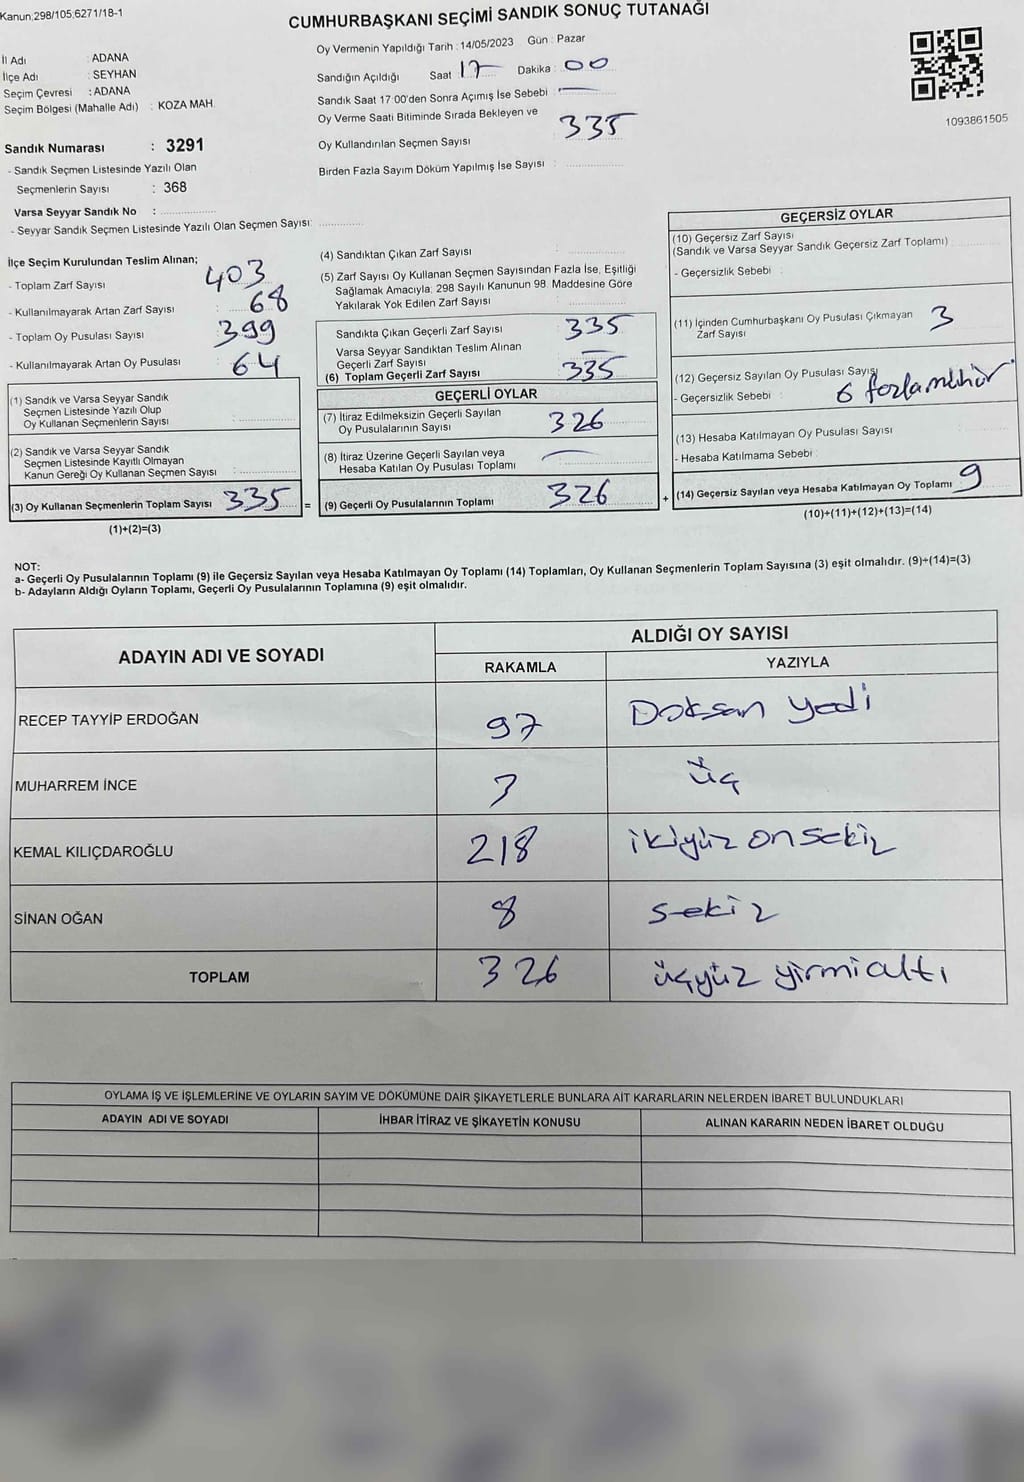 Kanun;298/105;6271/18-1
CUMHURBAŞKANI SEÇİMİ SANDIK SONUÇ TUTANAĞI
İl Adı : ADANA
İlçe Adı : SEYHAN
Seçim Çevresi : ADANA
Seçim Bölgesi (Mahalle Adı) : KOZA MAH.
Sandık Numarası : 3291
- Sandık Seçmen Listesinde Yazılı Olan
Seçmenlerin Sayısı : 368
Varsa Seyyar Sandık No :
- Seyyar Sandık Seçmen Listesinde Yazılı Olan Seçmen Sayısı:
Oy Vermenin Yapıldığı Tarih : 14/05/2023 Gün : Pazar
Sandığın Açıldığı Saat 17 Dakika : 00
Sandık Saat 17:00'den Sonra Açımış İse Sebebi : —
Oy Verme Saati Bitiminde Sırada Bekleyen ve
Oy Kullandırılan Seçmen Sayısı : 335
Birden Fazla Sayım Döküm Yapılmış İse Sayısı :
1093861505
İlçe Seçim Kurulundan Teslim Alınan;
- Toplam Zarf Sayısı : 403
- Kullanılmayarak Artan Zarf Sayısı : 68
- Toplam Oy Pusulası Sayısı : 399
- Kullanılmayarak Artan Oy Pusulası : 64
(1) Sandık ve Varsa Seyyar Sandık
Seçmen Listesinde Yazılı Olup
Oy Kullanan Seçmenlerin Sayısı :
(2) Sandık ve Varsa Seyyar Sandık
Seçmen Listesinde Kayıtlı Olmayan
Kanun Gereği Oy Kullanan Seçmen Sayısı :
(3) Oy Kullanan Seçmenlerin Toplam Sayısı 335 =
(1)+(2)=(3)
(4) Sandıktan Çıkan Zarf Sayısı :
(5) Zarf Sayısı Oy Kullanan Seçmen Sayısından Fazla İse, Eşitliği
Sağlamak Amacıyla; 298 Sayılı Kanunun 98. Maddesine Göre
Yakılarak Yok Edilen Zarf Sayısı :
Sandıkta Çıkan Geçerli Zarf Sayısı : 335
Varsa Seyyar Sandıktan Teslim Alınan
Geçerli Zarf Sayısı : —
(6) Toplam Geçerli Zarf Sayısı : 335
GEÇERLİ OYLAR
(7) İtiraz Edilmeksizin Geçerli Sayılan
Oy Pusulalarının Sayısı : 326
(8) İtiraz Üzerine Geçerli Sayılan veya
Hesaba Katılan Oy Pusulası Toplamı : —
(9) Geçerli Oy Pusulalarının Toplamı 326 +
GEÇERSİZ OYLAR
(10) Geçersiz Zarf Sayısı
(Sandık ve Varsa Seyyar Sandık Geçersiz Zarf Toplamı) :
- Geçersizlik Sebebi :
(11) İçinden Cumhurbaşkanı Oy Pusulası Çıkmayan
Zarf Sayısı : 3
(12) Geçersiz Sayılan Oy Pusulası Sayısı
- Geçersizlik Sebebi : 6 fazla mühür
(13) Hesaba Katılmayan Oy Pusulası Sayısı
- Hesaba Katılmama Sebebi :
(14) Geçersiz Sayılan veya Hesaba Katılmayan Oy Toplamı : 9
(10)+(11)+(12)+(13)=(14)
NOT:
a- Geçerli Oy Pusulalarının Toplamı (9) ile Geçersiz Sayılan veya Hesaba Katılmayan Oy Toplamı (14) Toplamları, Oy Kullanan Seçmenlerin Toplam Sayısına (3) eşit olmalıdır. (9)+(14)=(3)
b- Adayların Aldığı Oyların Toplamı, Geçerli Oy Pusulalarının Toplamına (9) eşit olmalıdır.
ADAYIN ADI VE SOYADI ALDIĞI OY SAYISI
RAKAMLA YAZIYLA
RECEP TAYYİP ERDOĞAN 97 Doksan yedi
MUHARREM İNCE 3 üç
KEMAL KILIÇDAROĞLU 218 ikiyüz onsekiz
SİNAN OĞAN 8 sekiz
TOPLAM 326 üçyüz yirmialtı
OYLAMA İŞ VE İŞLEMLERİNE VE OYLARIN SAYIM VE DÖKÜMÜNE DAİR ŞİKAYETLERLE BUNLARA AİT KARARLARIN NELERDEN İBARET BULUNDUKLARI
ADAYIN ADI VE SOYADI İHBAR İTİRAZ VE ŞİKAYETİN KONUSU ALINAN KARARIN NEDEN İBARET OLDUĞU